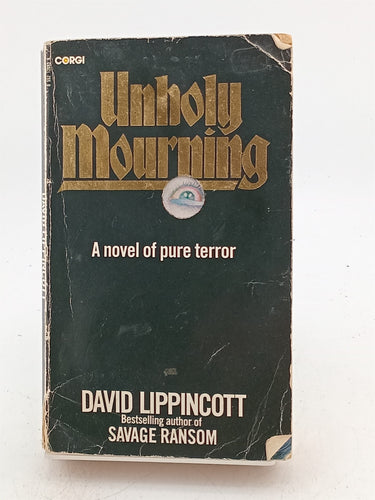 CORGI
Unholy
Mourning
A novel of pure terror
DAVID LIPPINCOTT
Bestselling author of
SAVAGE RANSOM